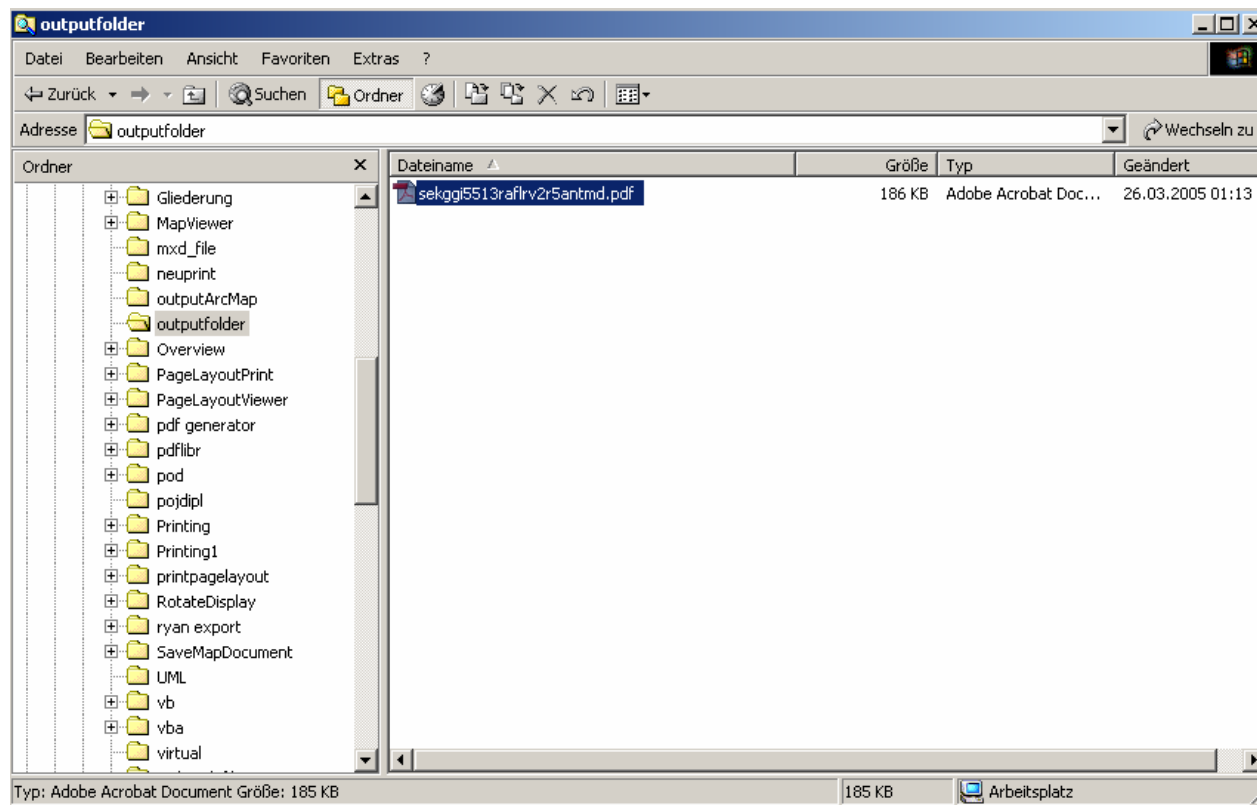 outputfolder
Datei Bearbeiten Ansicht Favoriten Extras ?
Zurück Suchen Ordner
Adresse outputfolder Wechseln zu
Ordner
Dateiname Größe Typ Geändert
sekggi5513raflrv2r5antmd.pdf 186 KB Adobe Acrobat Doc... 26.03.2005 01:13
Gliederung
MapViewer
mxd_file
neuprint
outputArcMap
outputfolder
Overview
PageLayoutPrint
PageLayoutViewer
pdf generator
pdflibr
pod
pojdipl
Printing
Printing1
printpagelayout
RotateDisplay
ryan export
SaveMapDocument
UML
vb
vba
virtual
Typ: Adobe Acrobat Document Größe: 185 KB 185 KB Arbeitsplatz